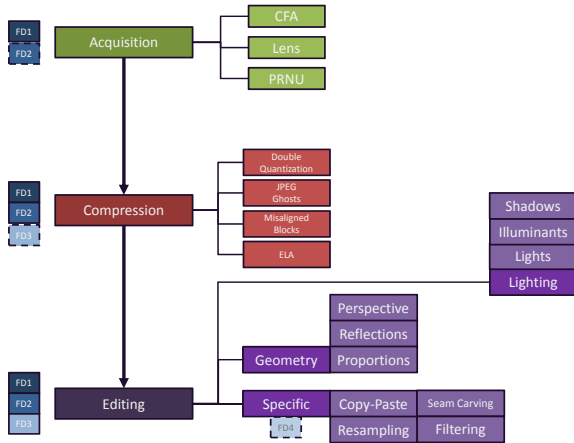 FD1
FD2
Acquisition
CFA
Lens
PRNU
FD1
FD2
FD3
Compression
Double
Quantization
JPEG
Ghosts
Misaligned
Blocks
ELA
Shadows
Illuminants
Lights
Lighting
Perspective
Reflections
Geometry
Proportions
FD1
FD2
FD3
Editing
Specific
FD4
Copy-Paste
Seam Carving
Resampling
Filtering